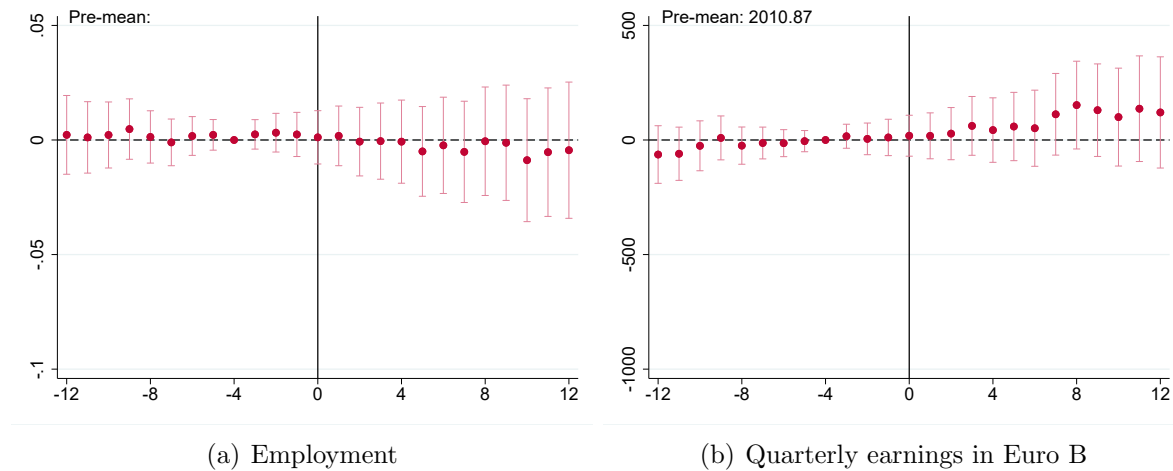 Pre-mean:
.05
0
-.05
-.1
-12 -8 -4 0 4 8 12
(a) Employment
Pre-mean: 2010.87
500
0
-500
-1000
-12 -8 -4 0 4 8 12
(b) Quarterly earnings in Euro B